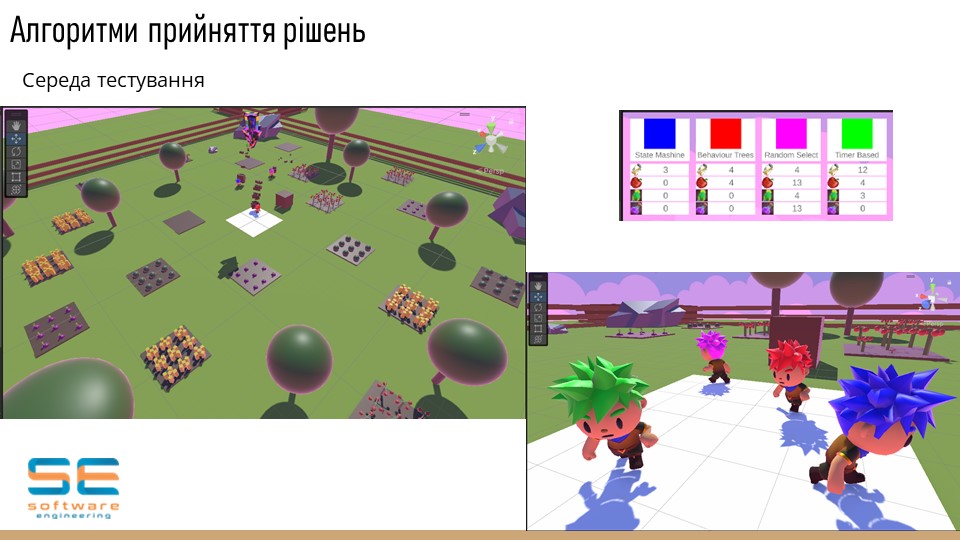 Алгоритми прийняття рішень
Середа тестування
State Mashine Behaviour Trees Random Select Timer Based
3 4 4 12
0 4 13 4
0 0 4 3
0 0 13 0
Persp
software
engineering